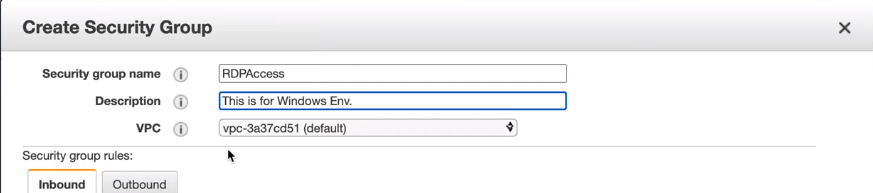 Create Security Group
Security group name RDPAccess
Description This is for Windows Env.
VPC vpc-3a37cd51 (default)
Security group rules:
Inbound Outbound